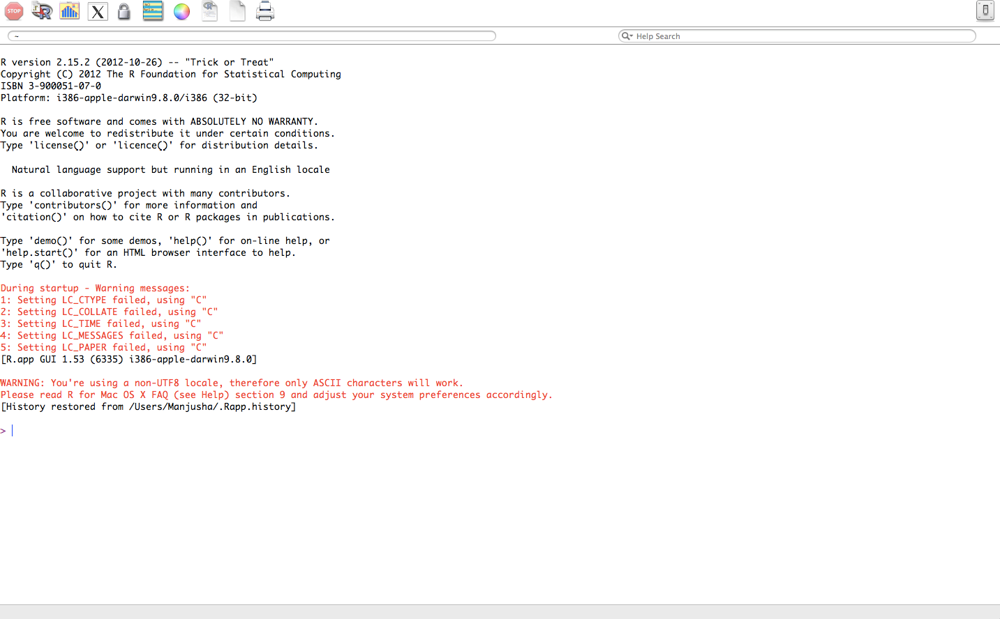 STOP
X
~
Help Search
R version 2.15.2 (2012-10-26) -- "Trick or Treat"
Copyright (C) 2012 The R Foundation for Statistical Computing
ISBN 3-900051-07-0
Platform: i386-apple-darwin9.8.0/i386 (32-bit)
R is free software and comes with ABSOLUTELY NO WARRANTY.
You are welcome to redistribute it under certain conditions.
Type 'license()' or 'licence()' for distribution details.
Natural language support but running in an English locale
R is a collaborative project with many contributors.
Type 'contributors()' for more information and
'citation()' on how to cite R or R packages in publications.
Type 'demo()' for some demos, 'help()' for on-line help, or
'help.start()' for an HTML browser interface to help.
Type 'q()' to quit R.
During startup - Warning messages:
1: Setting LC_CTYPE failed, using "C"
2: Setting LC_COLLATE failed, using "C"
3: Setting LC_TIME failed, using "C"
4: Setting LC_MESSAGES failed, using "C"
5: Setting LC_PAPER failed, using "C"
[R.app GUI 1.53 (6335) i386-apple-darwin9.8.0]
WARNING: You're using a non-UTF8 locale, therefore only ASCII characters will work.
Please read R for Mac OS X FAQ (see Help) section 9 and adjust your system preferences accordingly.
[History restored from /Users/Manjusha/.Rapp.history]
>